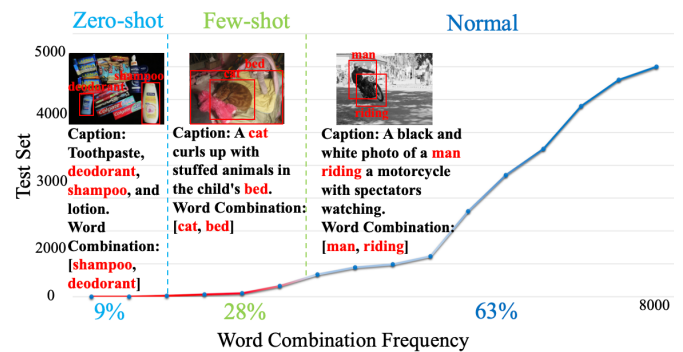 Zero-shot
Few-shot
Normal
5000
4000
3000
2000
0
Test Set
deodorant
shampoo
bed
cat
man
riding
Caption:
Toothpaste,
deodorant,
shampoo, and
lotion.
Word
Combination:
[shampoo,
deodorant]
Caption: A cat
curls up with
stuffed animals in
the child's bed.
Word Combination:
[cat, bed]
Caption: A black and
white photo of a man
riding a motorcycle
with spectators
watching.
Word Combination:
[man, riding]
9%
28%
63%
8000
Word Combination Frequency